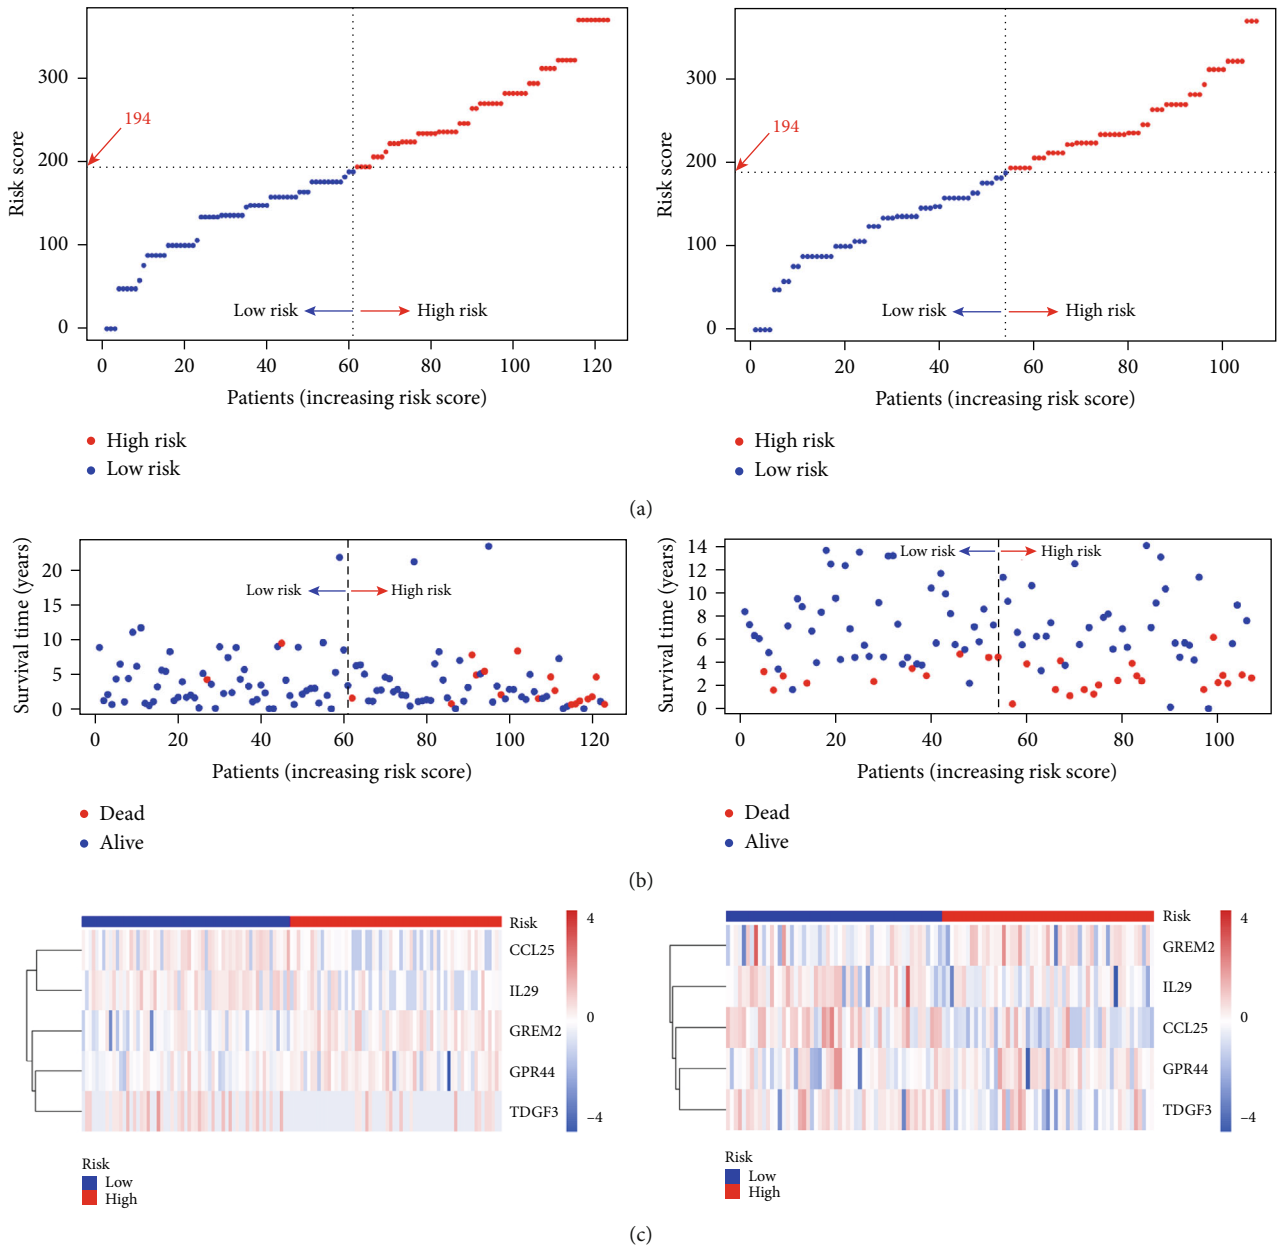 Risk score
300
200
100
0
194
Low risk
High risk
0 20 40 60 80 100 120
Patients (increasing risk score)
High risk
Low risk
Risk score
300
200
100
0
194
Low risk
High risk
0 20 40 60 80 100
Patients (increasing risk score)
High risk
Low risk
(a)
Survival time (years)
20
15
10
5
0
Low risk
High risk
0 20 40 60 80 100 120
Patients (increasing risk score)
Dead
Alive
Survival time (years)
14
12
10
8
6
4
2
0
Low risk
High risk
0 20 40 60 80 100
Patients (increasing risk score)
Dead
Alive
(b)
Risk
CCL25
IL29
GREM2
GPR44
TDGF3
4
0
−4
Risk
Low
High
Risk
GREM2
IL29
CCL25
GPR44
TDGF3
4
0
−4
Risk
Low
High
(c)